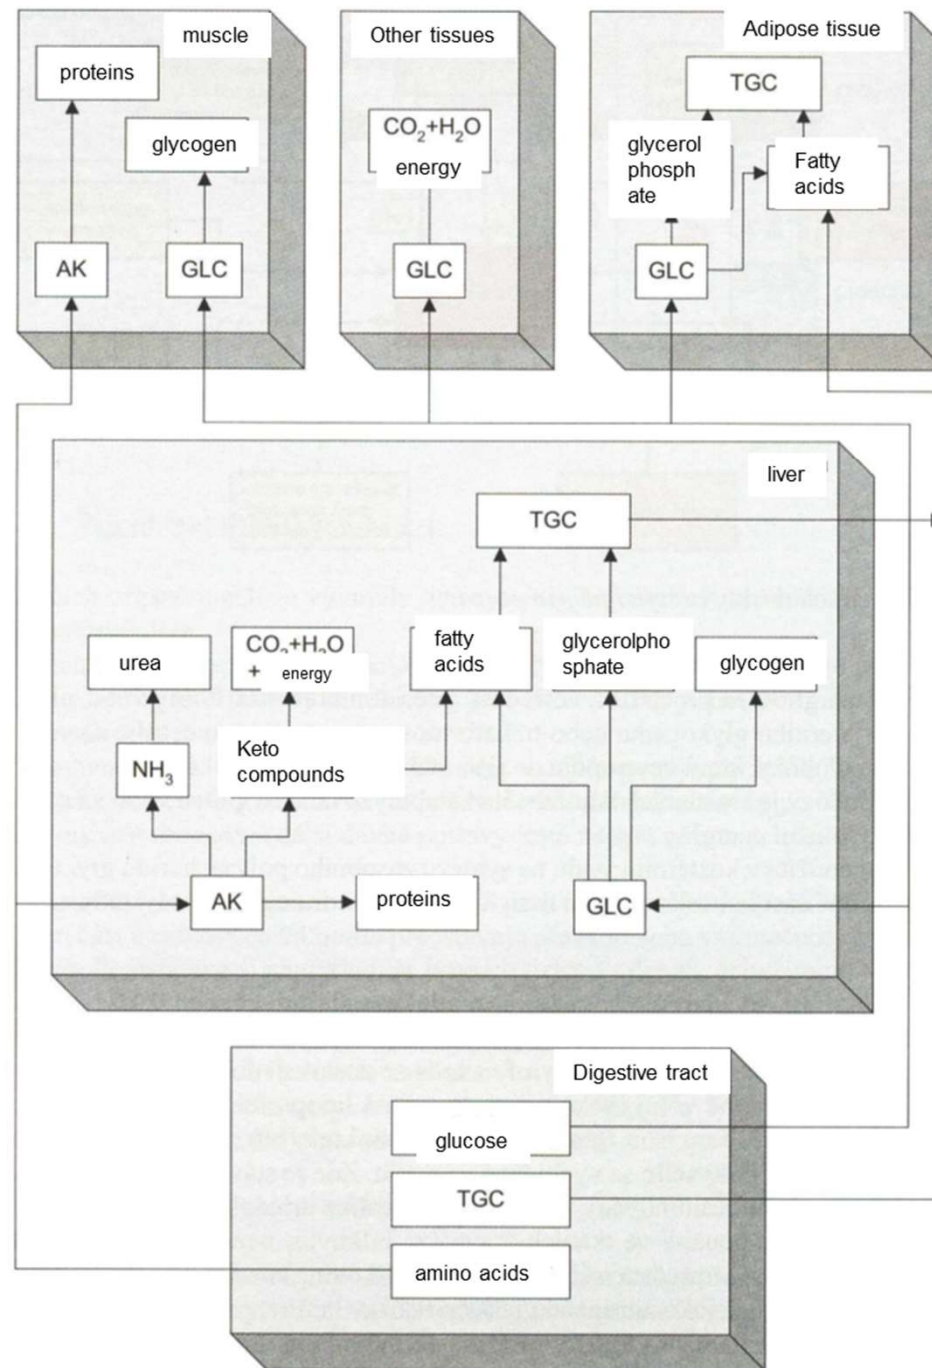 muscle
proteins
glycogen
AK
GLC
Other tissues
CO2+H2O
energy
GLC
Adipose tissue
TGC
glycerol
phosph
ate
Fatty
acids
GLC
liver
TGC
fatty
acids
glycerolpho
sphate
glycogen
urea
CO2+H2O
+ energy
NH3
Keto
compounds
AK
proteins
GLC
Digestive tract
glucose
TGC
amino acids